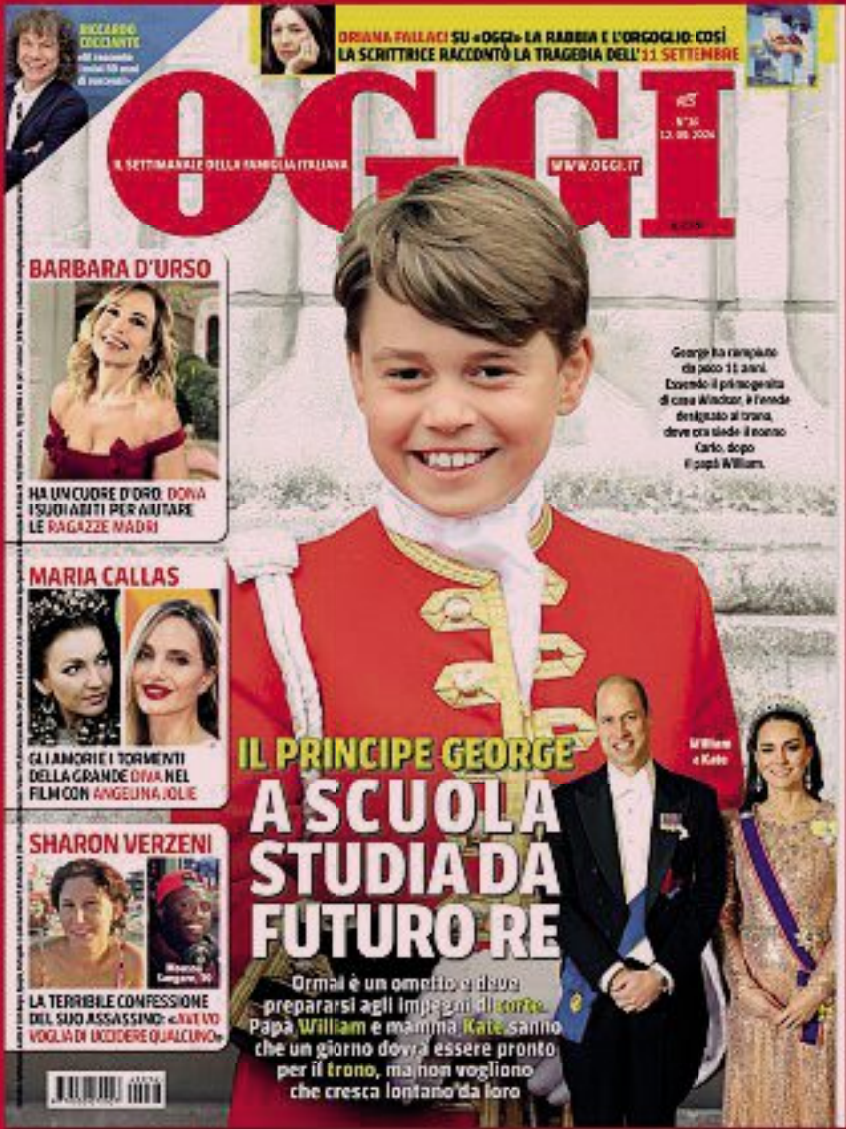 RICCARDO
COCCIANTE
ORIANA FALLACI SU «OGGI» LA RABBIA E L'ORGOGLIO: COSÌ
LA SCRITTRICE RACCONTÒ LA TRAGEDIA DELL'11 SETTEMBRE
OGGI
IL SETTIMANALE DELLA FAMIGLIA ITALIANA
WWW.OGGI.IT
BARBARA D'URSO
HA UN CUORE D'ORO. DONA
I SUOI ABITI PER AIUTARE
LE RAGAZZE MADRI
George ha compiuto
da poco 11 anni.
Essendo il primogenito
di casa Windsor, è l'erede
designato al trono,
dove ora siede il nonno
Carlo, dopo
il papà William.
MARIA CALLAS
GLI AMORI E I TORMENTI
DELLA GRANDE DIVA NEL
FILM CON ANGELINA JOLIE
SHARON VERZENI
LA TERRIBILE CONFESSIONE
DEL SUO ASSASSINO: «AVEVO
VOGLIA DI UCCIDERE QUALCUNO»
IL PRINCIPE GEORGE
A SCUOLA
STUDIA DA
FUTURO RE
Ormai è un ometto e deve
prepararsi agli impegni di corte.
Papà William e mamma Kate sanno
che un giorno dovrà essere pronto
per il trono, ma non vogliono
che cresca lontano da loro
William
e Kate